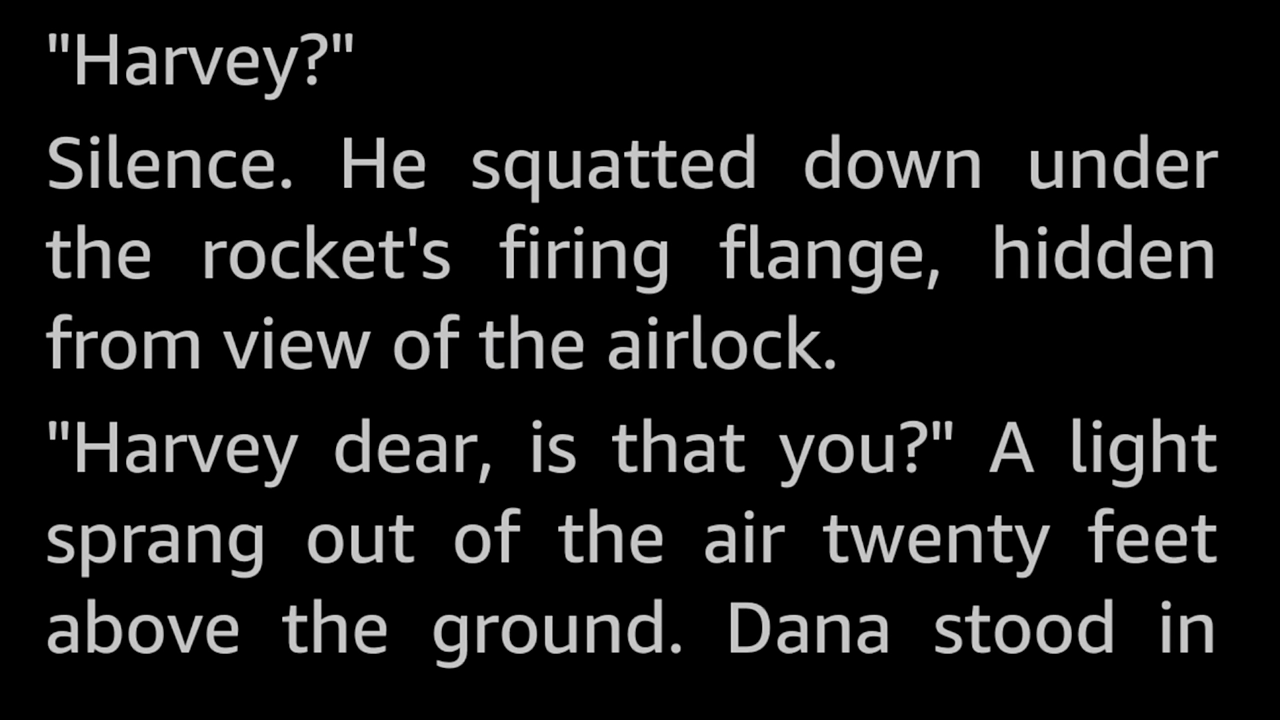 "Harvey?"
Silence. He squatted down under
the rocket's firing flange, hidden
from view of the airlock.
"Harvey dear, is that you?" A light
sprang out of the air twenty feet
above the ground. Dana stood in